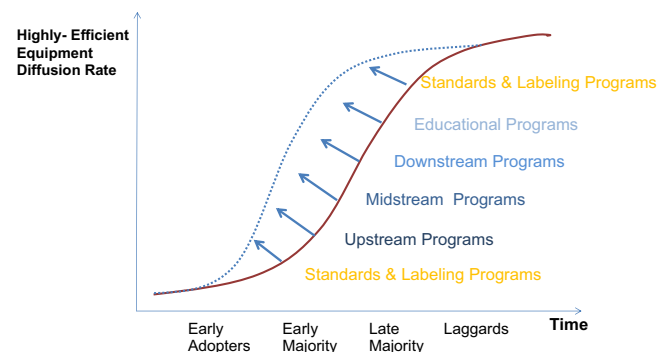 Highly- Efficient
Equipment
Diffusion Rate
Standards & Labeling Programs
Educational Programs
Downstream Programs
Midstream Programs
Upstream Programs
Standards & Labeling Programs
Time
Early
Adopters
Early
Majority
Late
Majority
Laggards